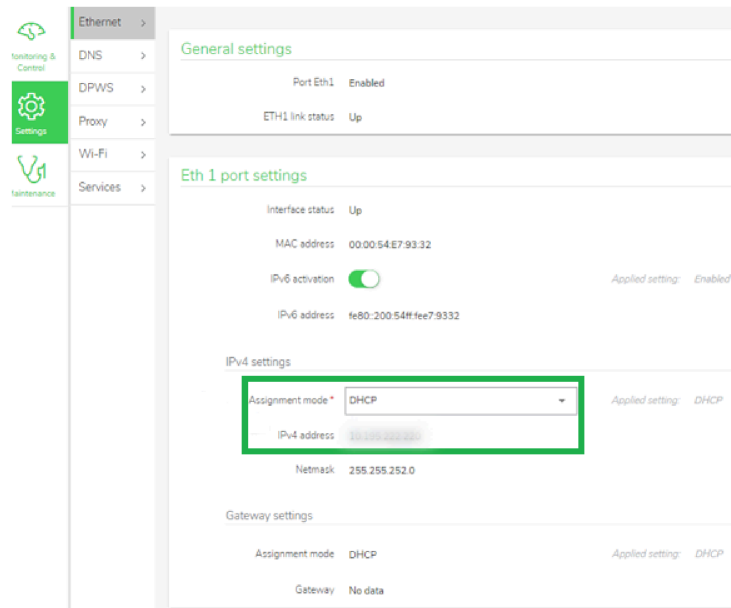 Monitoring & Control
Settings
Maintenance
Ethernet
DNS
DPWS
Proxy
Wi-Fi
Services
General settings
Port Eth1 Enabled
ETH1 link status Up
Eth 1 port settings
Interface status Up
MAC address 00:00:54:E7:93:32
IPv6 activation Applied setting: Enabled
IPv6 address fe80::200:54ff:fee7:9332
IPv4 settings
Assignment mode * DHCP Applied setting: DHCP
IPv4 address
Netmask 255.255.252.0
Gateway settings
Assignment mode DHCP Applied setting: DHCP
Gateway No data